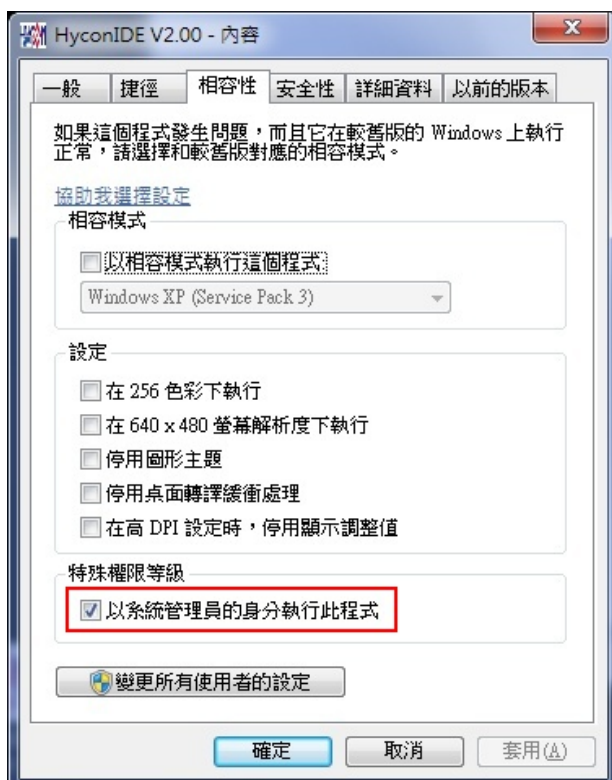 HyconIDE V2.00 - 內容
一般 捷徑 相容性 安全性 詳細資料 以前的版本
如果這個程式發生問題，而且它在較舊版的 Windows 上執行
正常，請選擇和較舊版對應的相容模式。
協助我選擇設定
相容模式
以相容模式執行這個程式:
Windows XP (Service Pack 3)
設定
在 256 色彩下執行
在 640 x 480 螢幕解析度下執行
停用圖形主題
停用桌面轉譯緩衝處理
在高 DPI 設定時，停用顯示調整值
特殊權限等級
以系統管理員的身分執行此程式
變更所有使用者的設定
確定 取消 套用(A)